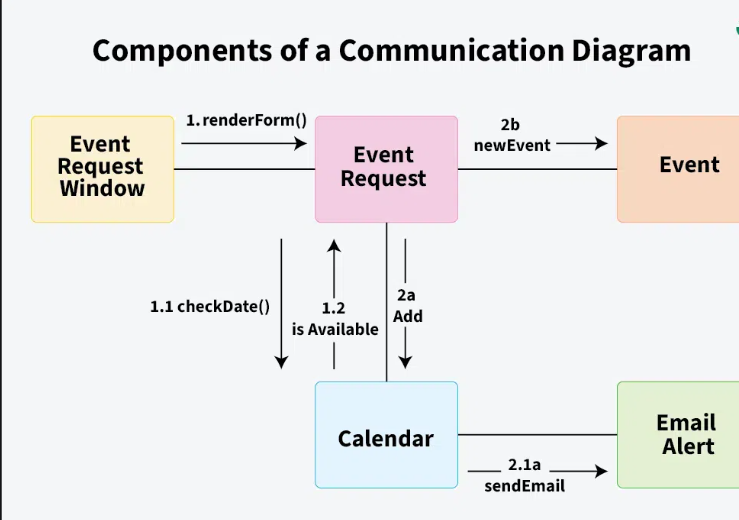 Components of a Communication Diagram
1. renderForm()
2b
newEvent
Event
Request
Window
Event
Request
Event
1.1 checkDate()
1.2
is Available
2a
Add
Calendar
Email
Alert
2.1a
sendEmail